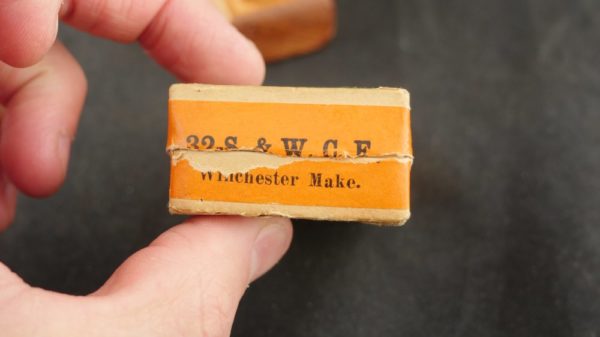 32-S. & W. C. F.
Winchester Make.